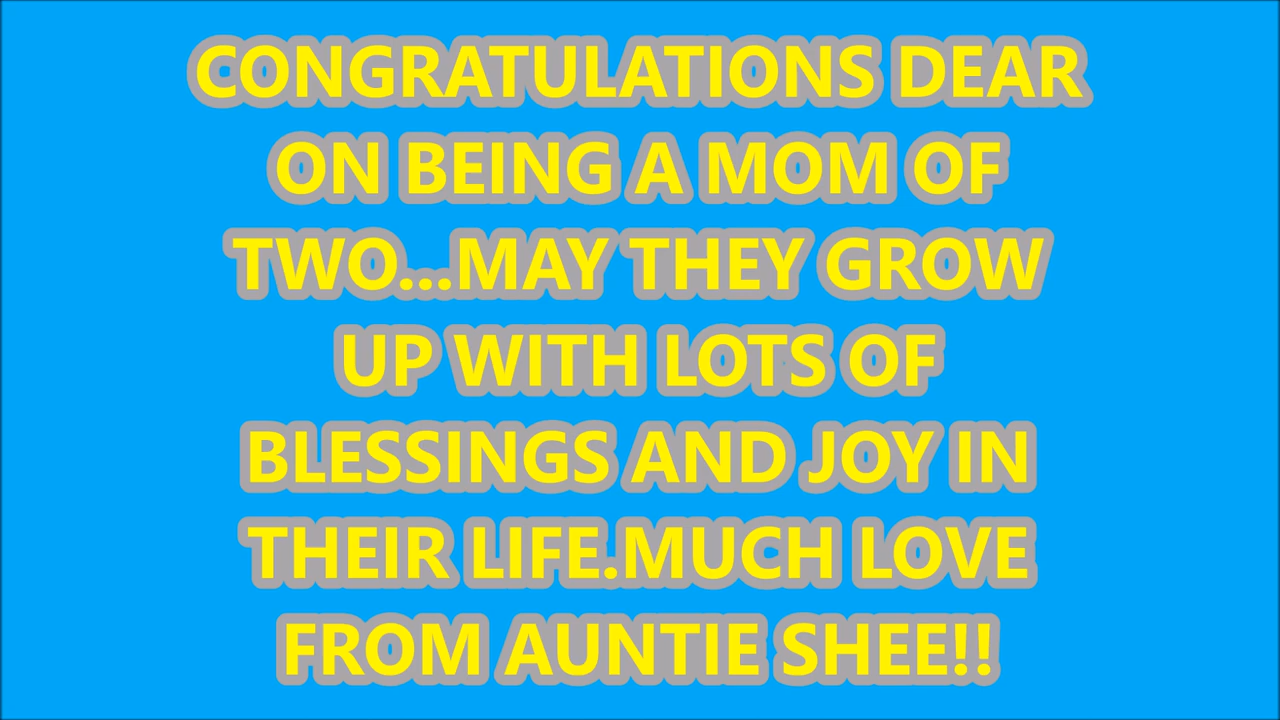 CONGRATULATIONS DEAR
ON BEING A MOM OF
TWO...MAY THEY GROW
UP WITH LOTS OF
BLESSINGS AND JOY IN
THEIR LIFE.MUCH LOVE
FROM AUNTIE SHEE!!